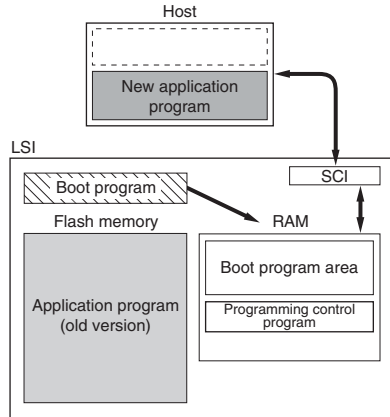 Host
New application
program
LSI
SCI
Boot program
Flash memory
RAM
Application program
(old version)
Boot program area
Programming control
program